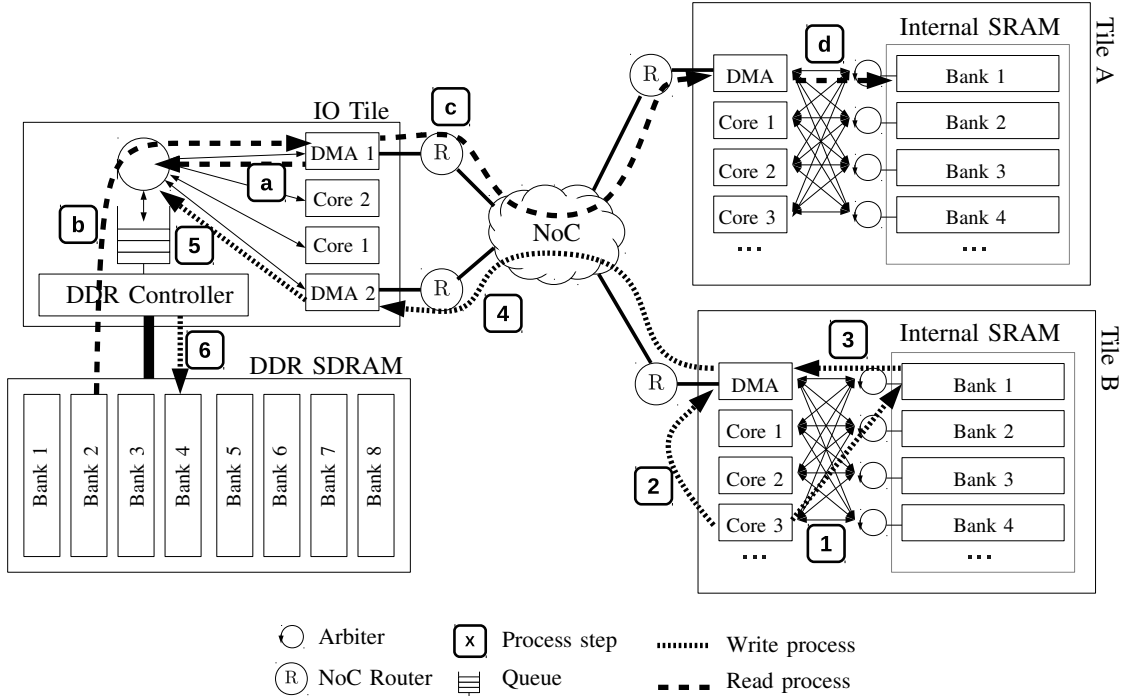 IO Tile
DMA 1
Core 2
Core 1
DMA 2
R
R
a
b
c
5
4
6
DDR Controller
DDR SDRAM
Bank 1
Bank 2
Bank 3
Bank 4
Bank 5
Bank 6
Bank 7
Bank 8
NoC
R
R
Tile A
Internal SRAM
d
DMA
Core 1
Core 2
Core 3
...
Bank 1
Bank 2
Bank 3
Bank 4
...
Tile B
Internal SRAM
3
2
1
DMA
Core 1
Core 2
Core 3
...
Bank 1
Bank 2
Bank 3
Bank 4
...
Arbiter
x Process step
Write process
R NoC Router
Queue
Read process